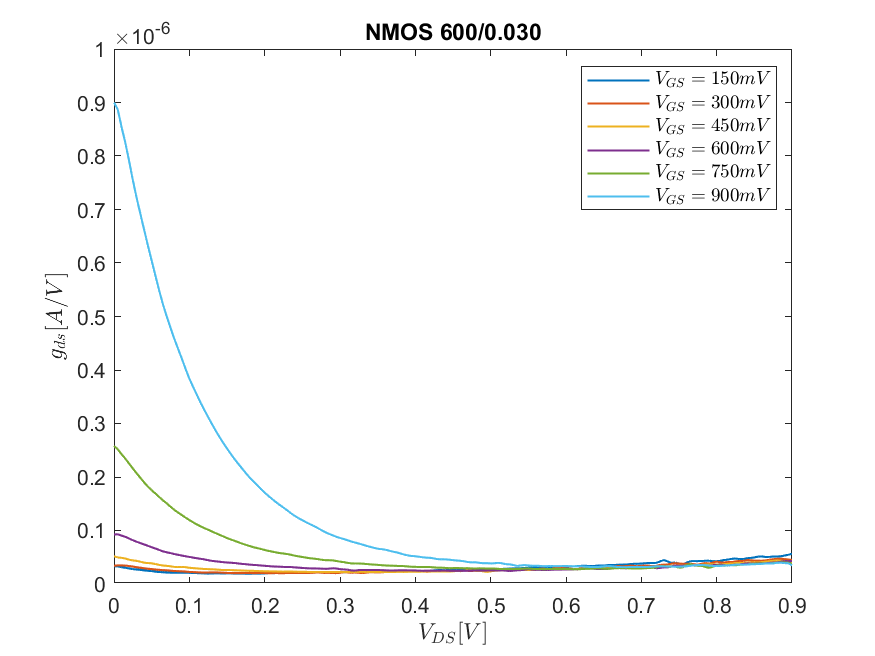 NMOS 600/0.030
×10⁻⁶
1
0.9
0.8
0.7
0.6
0.5
0.4
0.3
0.2
0.1
0
g_ds[A/V]
V_GS = 150mV
V_GS = 300mV
V_GS = 450mV
V_GS = 600mV
V_GS = 750mV
V_GS = 900mV
0 0.1 0.2 0.3 0.4 0.5 0.6 0.7 0.8 0.9
V_DS[V]